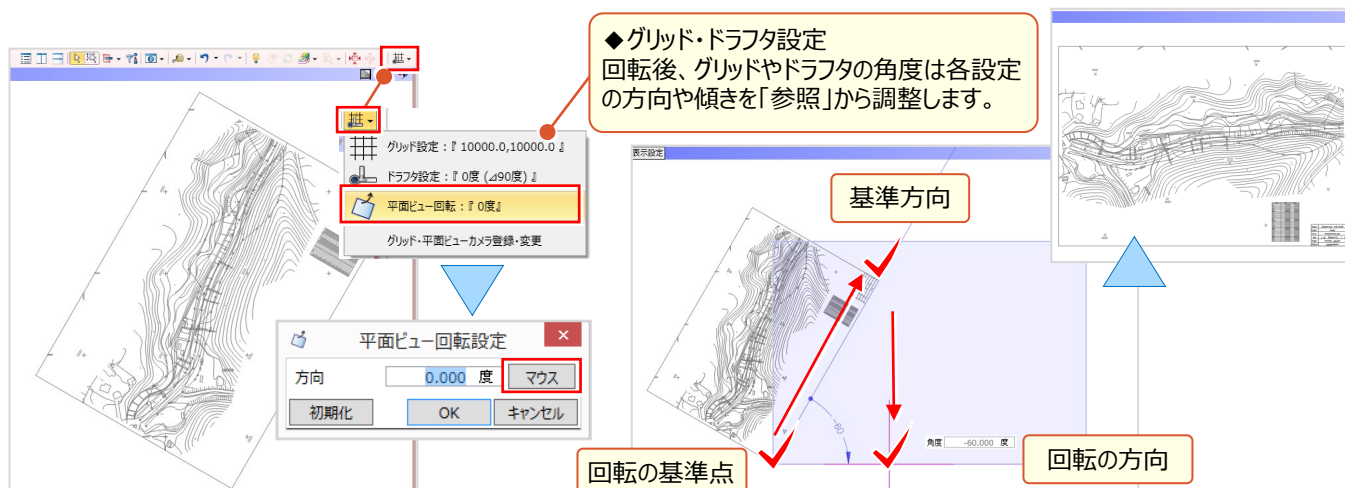 ◆グリッド・ドラフタ設定
回転後、グリッドやドラフタの角度は各設定
の方向や傾きを「参照」から調整します。
グリッド設定：『 10000.0,10000.0 』
ドラフタ設定：『 0度 (⊿90度) 』
平面ビュー回転：『 0度』
グリッド・平面ビューカメラ登録・変更
平面ビュー回転設定
方向 0.000 度 マウス
初期化 OK キャンセル
表示設定
基準方向
-60
角度 -60.000 度
回転の基準点
回転の方向